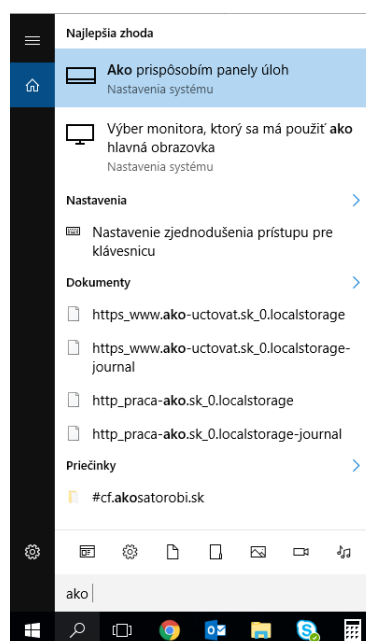 Najlepšia zhoda
Ako prispôsobím panely úloh
Nastavenia systému
Výber monitora, ktorý sa má použiť ako
hlavná obrazovka
Nastavenia systému
Nastavenia
Nastavenie zjednodušenia prístupu pre
klávesnicu
Dokumenty
https_www.ako-uctovat.sk_0.localstorage
https_www.ako-uctovat.sk_0.localstorage-
journal
http_praca-ako.sk_0.localstorage
http_praca-ako.sk_0.localstorage-journal
Priečinky
#cf.akosatorobi.sk
ako